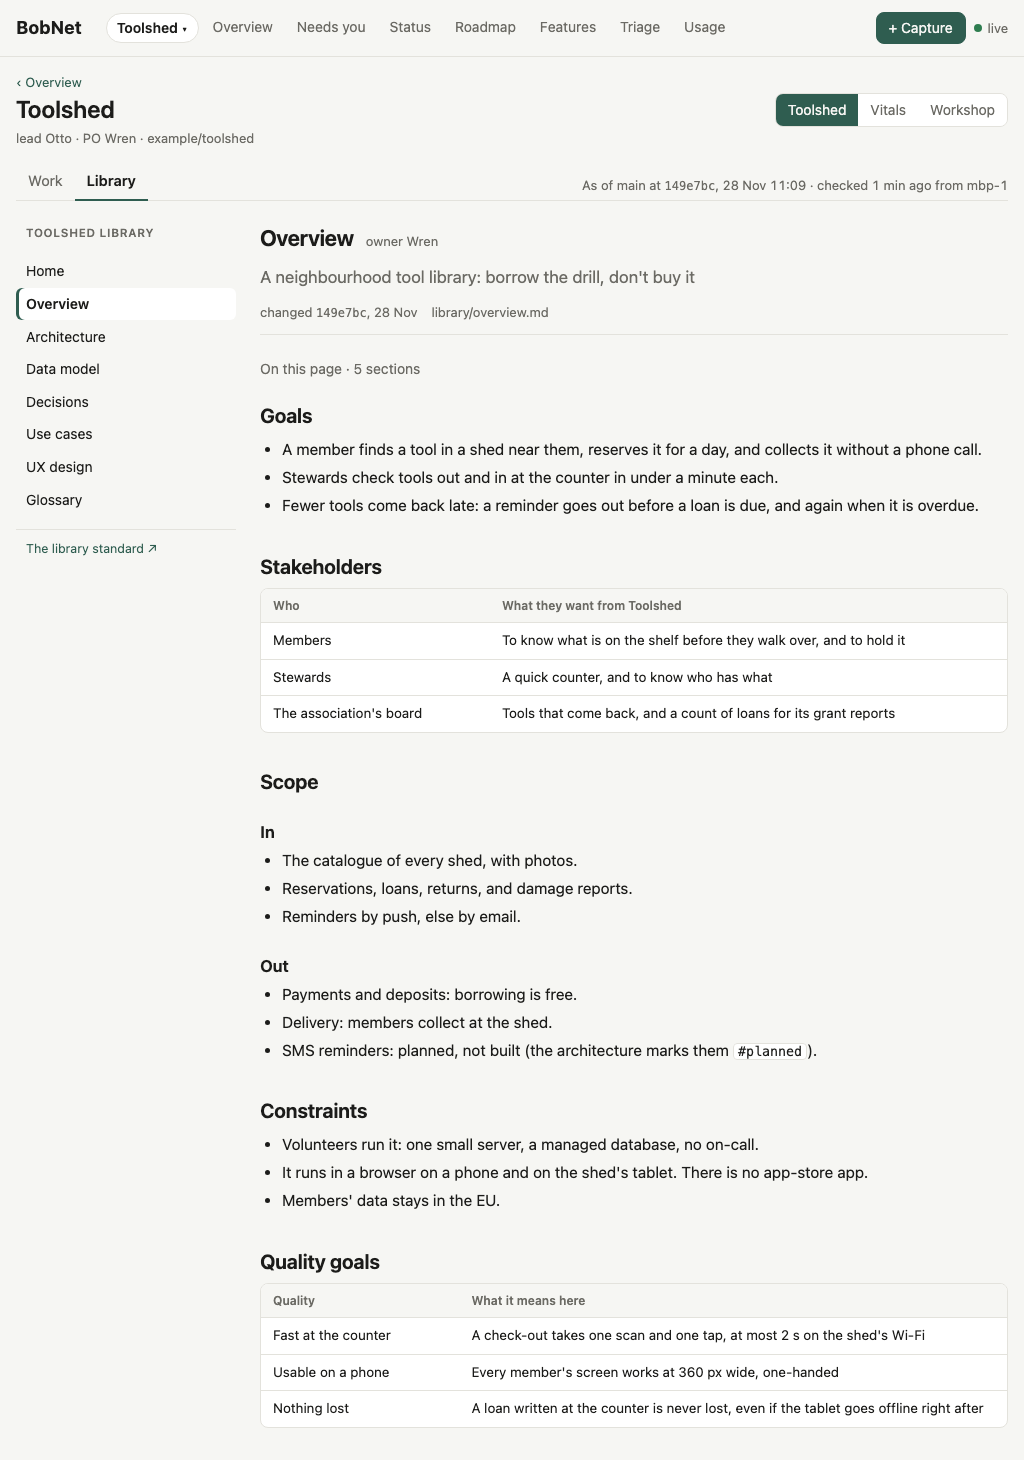 BobNet
Toolshed ▾
Overview
Needs you
Status
Roadmap
Features
Triage
Usage
+ Capture
live
‹ Overview
Toolshed
lead Otto · PO Wren · example/toolshed
Toolshed
Vitals
Workshop
Work
Library
As of main at 149e7bc, 28 Nov 11:09 · checked 1 min ago from mbp-1
TOOLSHED LIBRARY
Home
Overview
Architecture
Data model
Decisions
Use cases
UX design
Glossary
The library standard ↗
Overview owner Wren
A neighbourhood tool library: borrow the drill, don't buy it
changed 149e7bc, 28 Nov library/overview.md
On this page · 5 sections
Goals
• A member finds a tool in a shed near them, reserves it for a day, and collects it without a phone call.
• Stewards check tools out and in at the counter in under a minute each.
• Fewer tools come back late: a reminder goes out before a loan is due, and again when it is overdue.
Stakeholders
Who What they want from Toolshed
Members To know what is on the shelf before they walk over, and to hold it
Stewards A quick counter, and to know who has what
The association's board Tools that come back, and a count of loans for its grant reports
Scope
In
• The catalogue of every shed, with photos.
• Reservations, loans, returns, and damage reports.
• Reminders by push, else by email.
Out
• Payments and deposits: borrowing is free.
• Delivery: members collect at the shed.
• SMS reminders: planned, not built (the architecture marks them #planned).
Constraints
• Volunteers run it: one small server, a managed database, no on-call.
• It runs in a browser on a phone and on the shed's tablet. There is no app-store app.
• Members' data stays in the EU.
Quality goals
Quality What it means here
Fast at the counter A check-out takes one scan and one tap, at most 2 s on the shed's Wi-Fi
Usable on a phone Every member's screen works at 360 px wide, one-handed
Nothing lost A loan written at the counter is never lost, even if the tablet goes offline right after